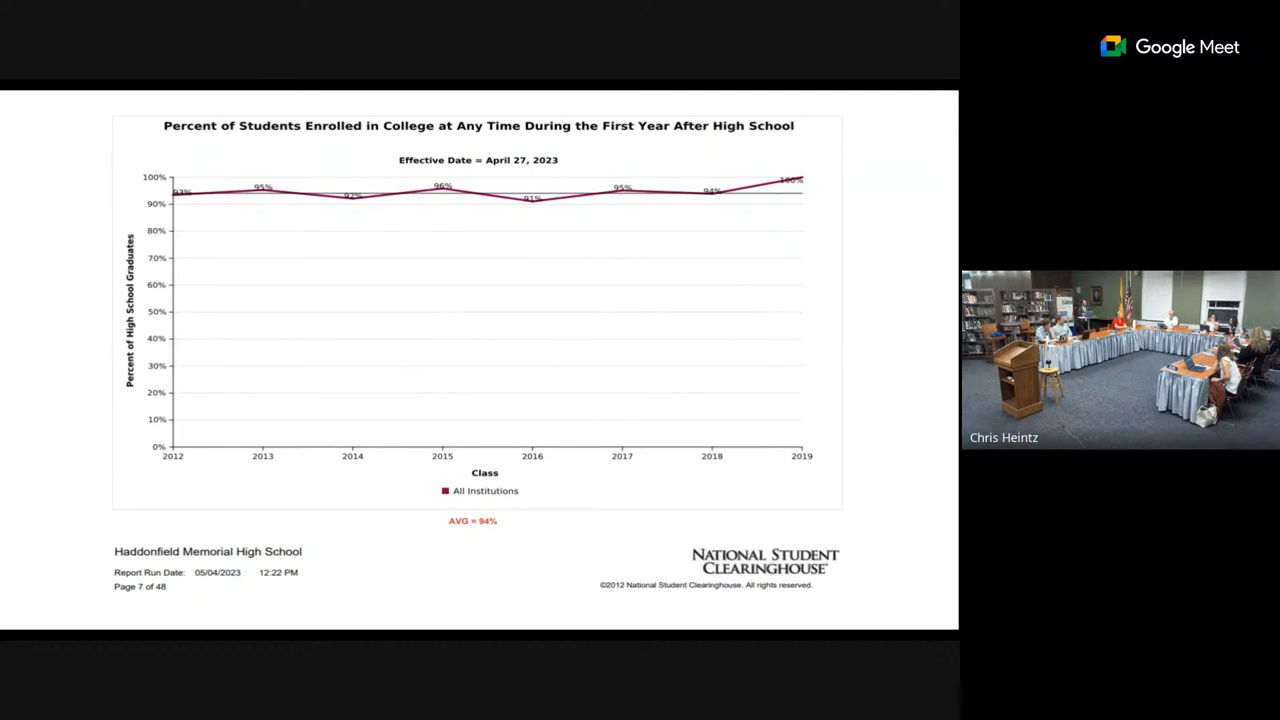 Google Meet
Percent of Students Enrolled in College at Any Time During the First Year After High School
Effective Date = April 27, 2023
Percent of High School Graduates
100%
90%
80%
70%
60%
50%
40%
30%
20%
10%
0%
93%
95%
92%
96%
91%
95%
94%
100%
2012
2013
2014
2015
2016
2017
2018
2019
Class
All Institutions
AVG = 94%
Haddonfield Memorial High School
Report Run Date: 05/04/2023 12:22 PM
Page 7 of 48
NATIONAL STUDENT
CLEARINGHOUSE®
©2012 National Student Clearinghouse. All rights reserved.
Chris Heintz